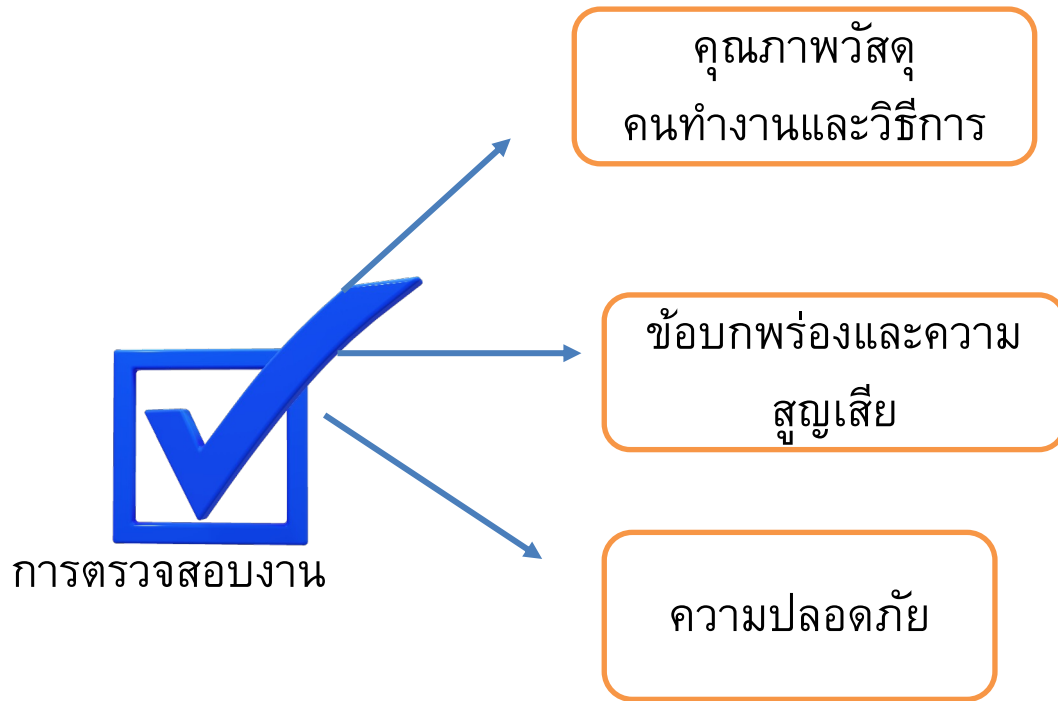 คุณภาพวัสดุ
คนทำงานและวิธีการ
ข้อบกพร่องและความ
สูญเสีย
การตรวจสอบงาน
ความปลอดภัย